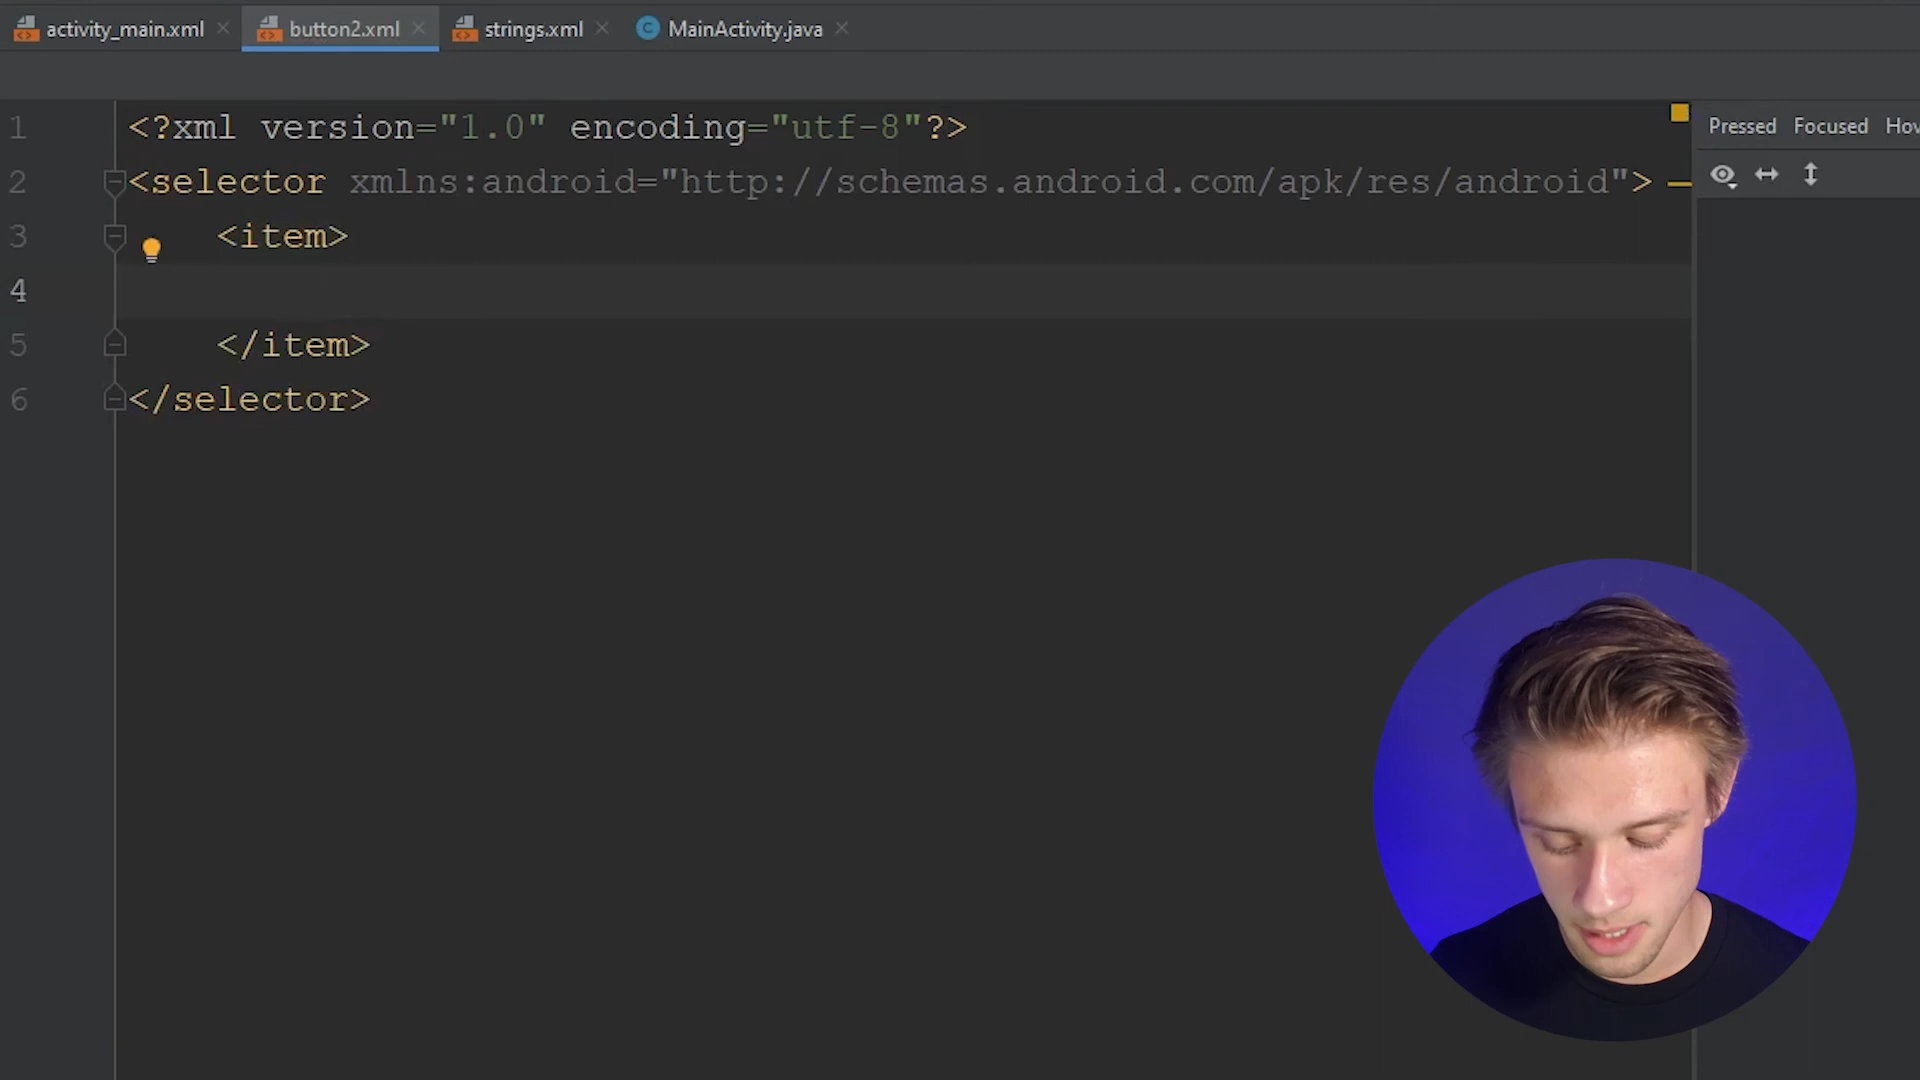 activity_main.xml button2.xml strings.xml MainActivity.java
Pressed Focused Hov
1 <?xml version="1.0" encoding="utf-8"?>
2 <selector xmlns:android="http://schemas.android.com/apk/res/android">
3 <item>
4
5 </item>
6 </selector>